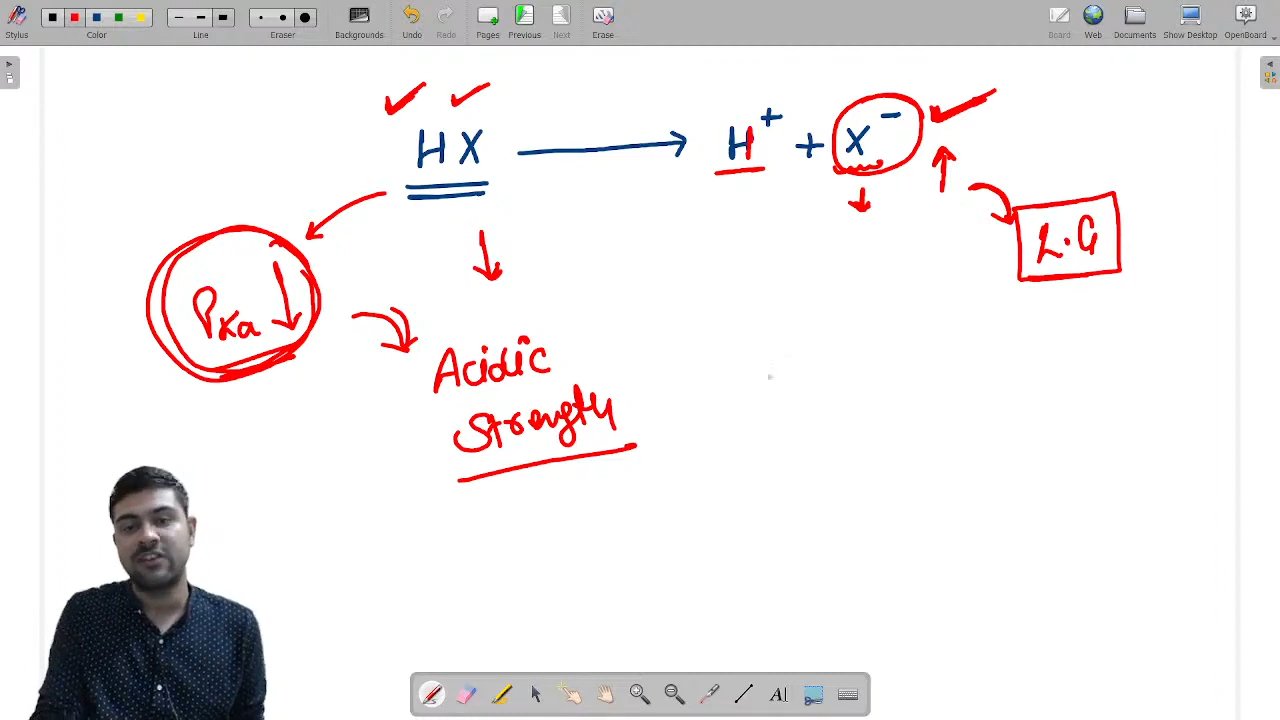 Stylus
Color
Line
Eraser
Backgrounds
Undo
Redo
Pages
Previous
Next
Erase
Board
Web
Documents
Show Desktop
OpenBoard
HX → H⁺ + X⁻
L.G
PKa ↓
Acidic
Strength
AI